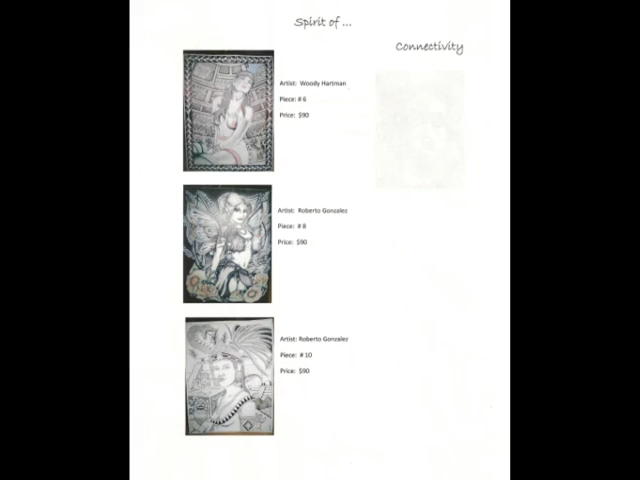 Spirit of ...
Connectivity
Artist: Woody Hartman
Piece: # 6
Price: $90
Artist: Roberto Gonzalez
Piece: # 8
Price: $90
Artist: Roberto Gonzalez
Piece: # 10
Price: $90